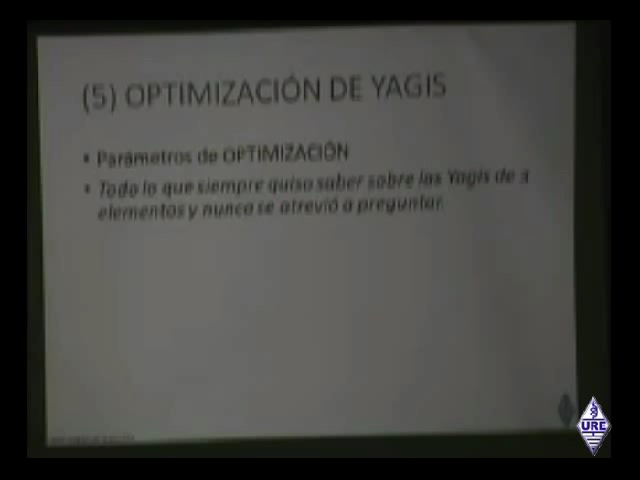 (5) OPTIMIZACIÓN DE YAGIS
• Parámetros de OPTIMIZACIÓN
• Todo lo que siempre quiso saber sobre las Yagis de 3
elementos y nunca se atrevió a preguntar.
URE